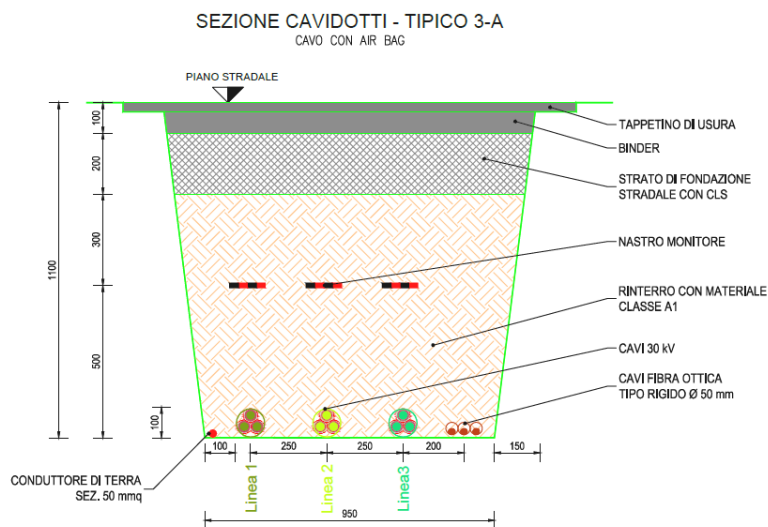 SEZIONE CAVIDOTTI - TIPICO 3-A
CAVO CON AIR BAG
PIANO STRADALE
100
200
300
500
1100
100
TAPPETINO DI USURA
BINDER
STRATO DI FONDAZIONE
STRADALE CON CLS
NASTRO MONITORE
RINTERRO CON MATERIALE
CLASSE A1
CAVI 30 kV
CAVI FIBRA OTTICA
TIPO RIGIDO Ø 50 mm
100
250
250
200
150
CONDUTTORE DI TERRA
SEZ. 50 mmq
Linea 1
Linea 2
Linea3
950